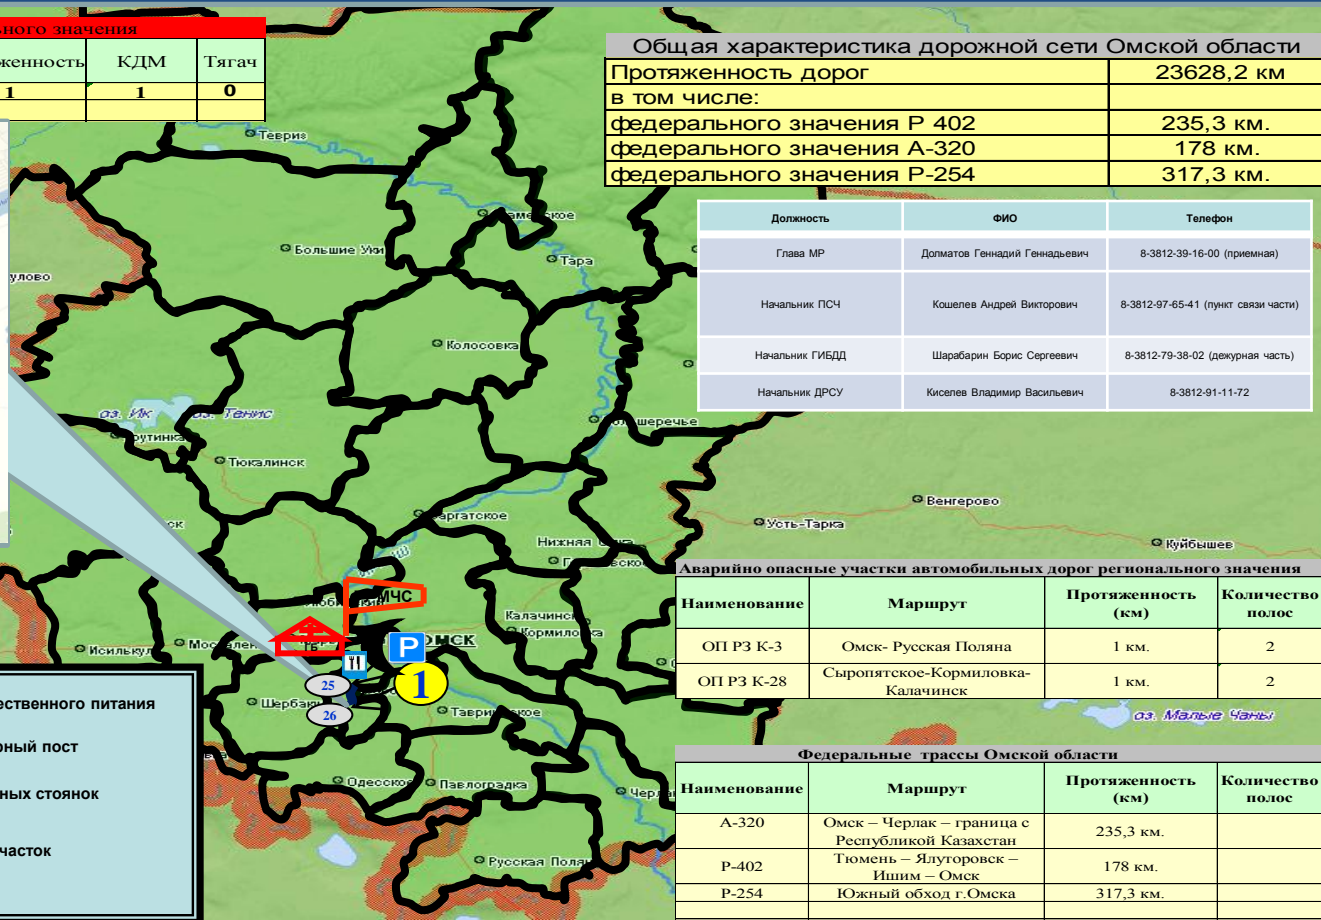 ного значения
женность КДМ Тягач
1 1 0
Общая характеристика дорожной сети Омской области
Протяженность дорог 23628,2 км
в том числе:
федерального значения Р 402 235,3 км.
федерального значения А-320 178 км.
федерального значения Р-254 317,3 км.
Должность ФИО Телефон
Глава МР Долматов Геннадий Геннадьевич 8-3812-39-16-00 (приемная)
Начальник ПСЧ Кошелев Андрей Викторович 8-3812-97-65-41 (пункт связи части)
Начальник ГИБДД Шарабарин Борис Сергеевич 8-3812-79-38-02 (дежурная часть)
Начальник ДРСУ Киселев Владимир Васильевич 8-3812-91-11-72
Тевриз
Большие Уки
Тара
улово
Колосовка
оз. Ик оз. Тенис
Тюкалинск
Венгерово
Усть-Тарка
Куйбышев
Нижняя
МЧС
Калачинск
Кормиловка
ОМСК
P
Исилькул
25
1
26
Одесское
Павлоградка
Русская Поляна
оз. Малые Чаны
Аварийно опасные участки автомобильных дорог регионального значения
Наименование Маршрут Протяженность (км) Количество полос
ОП РЗ К-3 Омск- Русская Поляна 1 км. 2
ОП РЗ К-28 Сыропятское-Кормиловка-Калачинск 1 км. 2
Федеральные трассы Омской области
Наименование Маршрут Протяженность (км) Количество полос
А-320 Омск – Черлак – граница с Республикой Казахстан 235,3 км.
Р-402 Тюмень – Ялуторовск – Ишим – Омск 178 км.
Р-254 Южный обход г.Омска 317,3 км.
ественного питания
ный пост
ных стоянок
часток